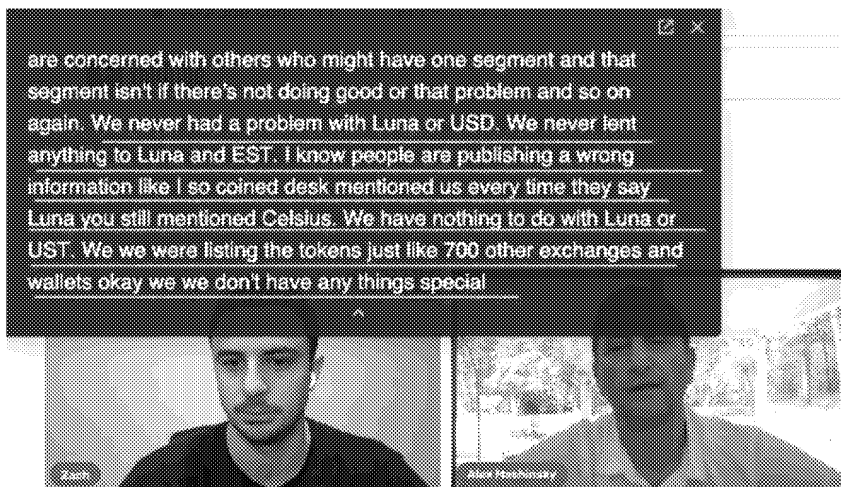 are concerned with others who might have one segment and that
segment isn't if there's not doing good or that problem and so on
again. We never had a problem with Luna or USD. We never lent
anything to Luna and EST. I know people are publishing a wrong
information like I so coined desk mentioned us every time they say
Luna you still mentioned Celsius. We have nothing to do with Luna or
UST. We we were listing the tokens just like 700 other exchanges and
wallets okay we we don't have any things special
Zach
Alex Mashinsky